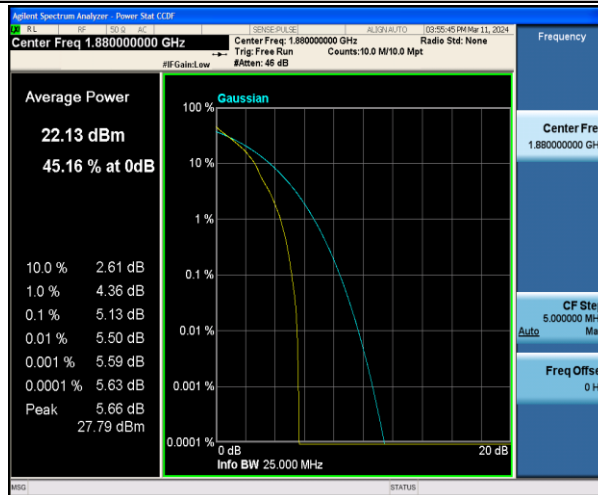 Agilent Spectrum Analyzer - Power Stat CCDF
RL RF 50 Ω AC SENSE:PULSE ALIGN AUTO 03:55:45 PM Mar 11, 2024
Center Freq 1.880000000 GHz
Center Freq: 1.880000000 GHz Radio Std: None
Trig: Free Run Counts:10.0 M/10.0 Mpt
#IFGain:Low #Atten: 46 dB
Frequency
Average Power
22.13 dBm
45.16 % at 0dB
10.0 % 2.61 dB
1.0 % 4.36 dB
0.1 % 5.13 dB
0.01 % 5.50 dB
0.001 % 5.59 dB
0.0001 % 5.63 dB
Peak 5.66 dB
27.79 dBm
Gaussian
100 %
10 %
1 %
0.1 %
0.01 %
0.001 %
0.0001 %
0 dB 20 dB
Info BW 25.000 MHz
Center Fre
1.880000000 GH
CF Ste
5.000000 MH
Auto Ma
Freq Offse
0 H
MSG STATUS